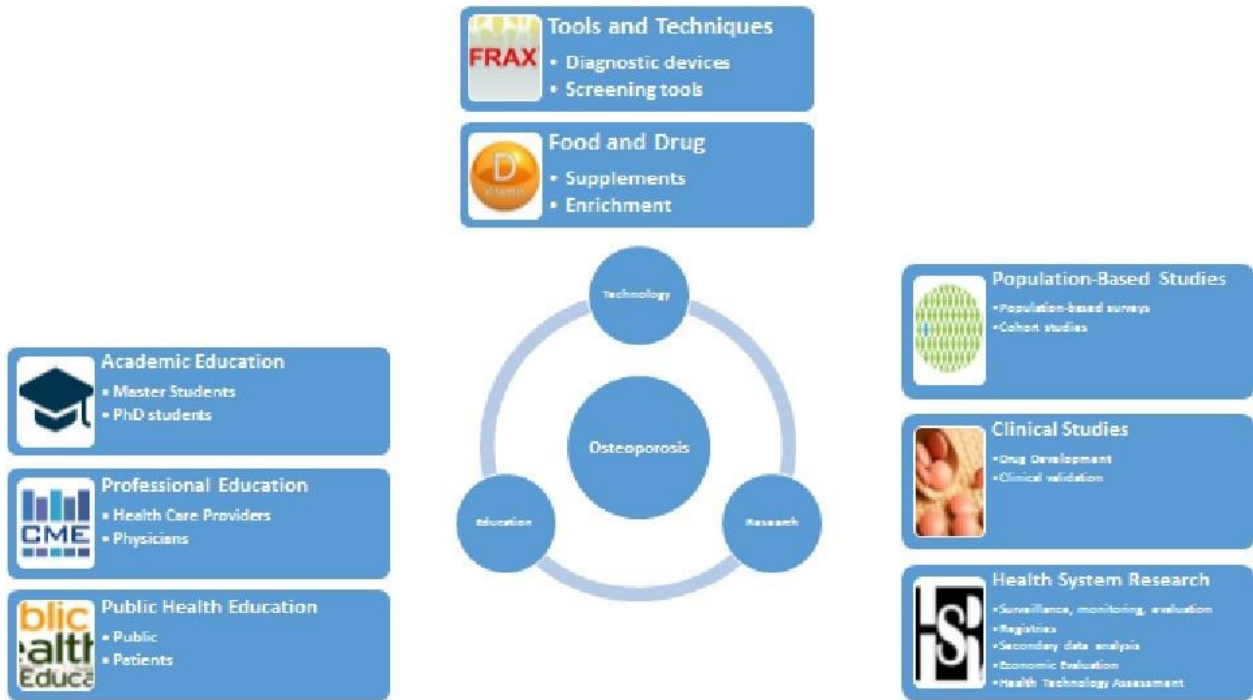 Tools and Techniques
• Diagnostic devices
• Screening tools
FRAX
Food and Drug
• Supplements
• Enrichment
D
Technology
Osteoporosis
Education
Research
Academic Education
• Master Students
• PhD students
Professional Education
• Health Care Providers
• Physicians
CME
Public Health Education
• Public
• Patients
blic
ealth
Educa
Population-Based Studies
•Population-based surveys
•Cohort studies
Clinical Studies
•Drug Development
•Clinical validation
Health System Research
•Surveillance, monitoring, evaluation
•Registries
•Secondary data analysis
•Economic Evaluation
•Health Technology Assessment
HSR